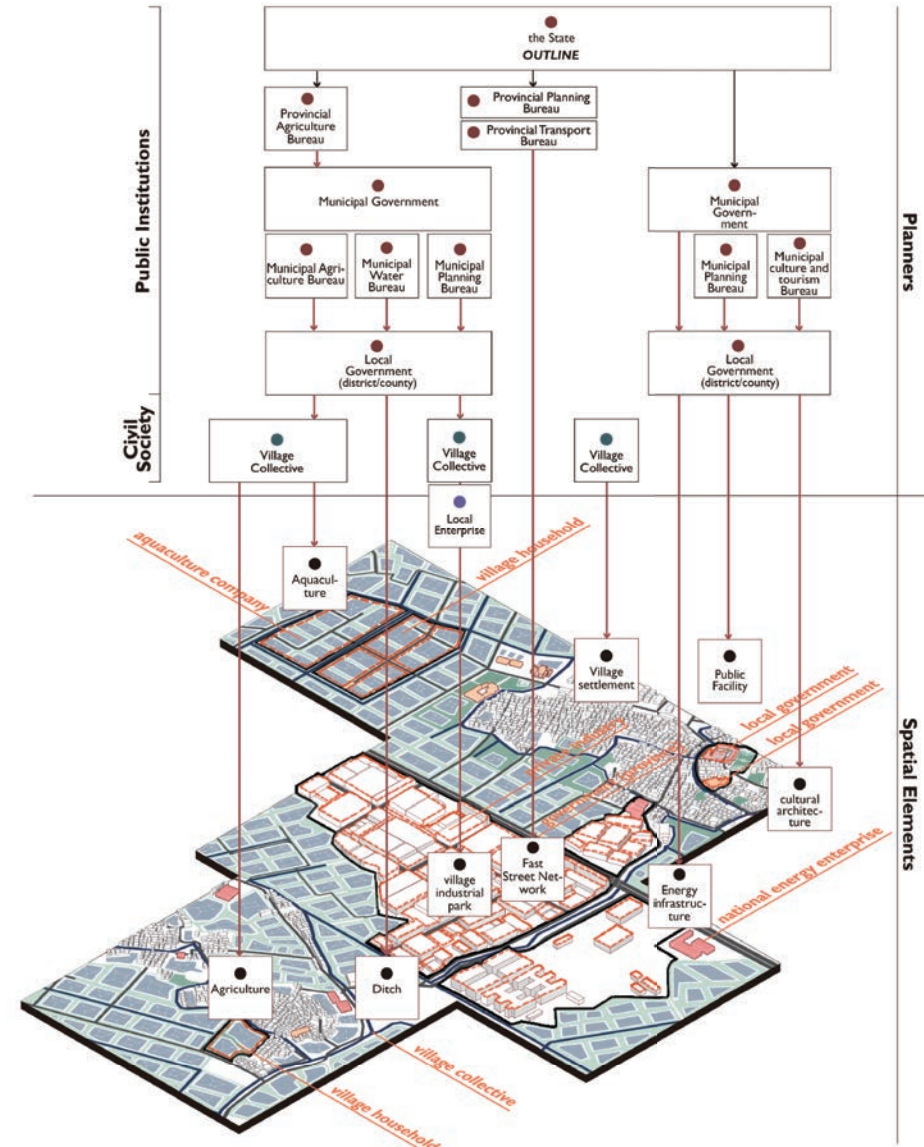 the State
OUTLINE
Provincial
Agriculture
Bureau
Provincial Planning
Bureau
Provincial Transport
Bureau
Municipal Government
Municipal
Govern-
ment
Municipal Agri-
culture Bureau
Municipal
Water
Bureau
Municipal
Planning
Bureau
Municipal
Planning
Bureau
Municipal
culture and
tourism
Bureau
Local
Government
(district/county)
Local
Government
(district/county)
Village
Collective
Village
Collective
Village
Collective
Local
Enterprise
Public Institutions
Civil
Society
Planners
Spatial Elements
aquaculture company
village household
Aquacul-
ture
Village
settlement
Public
Facility
local government
local government
cultural
architecture
industry
government
village
industrial
park
Fast
Street Net-
work
Energy
infrastruc-
ture
national energy enterprise
Agriculture
Ditch
village collective
village household